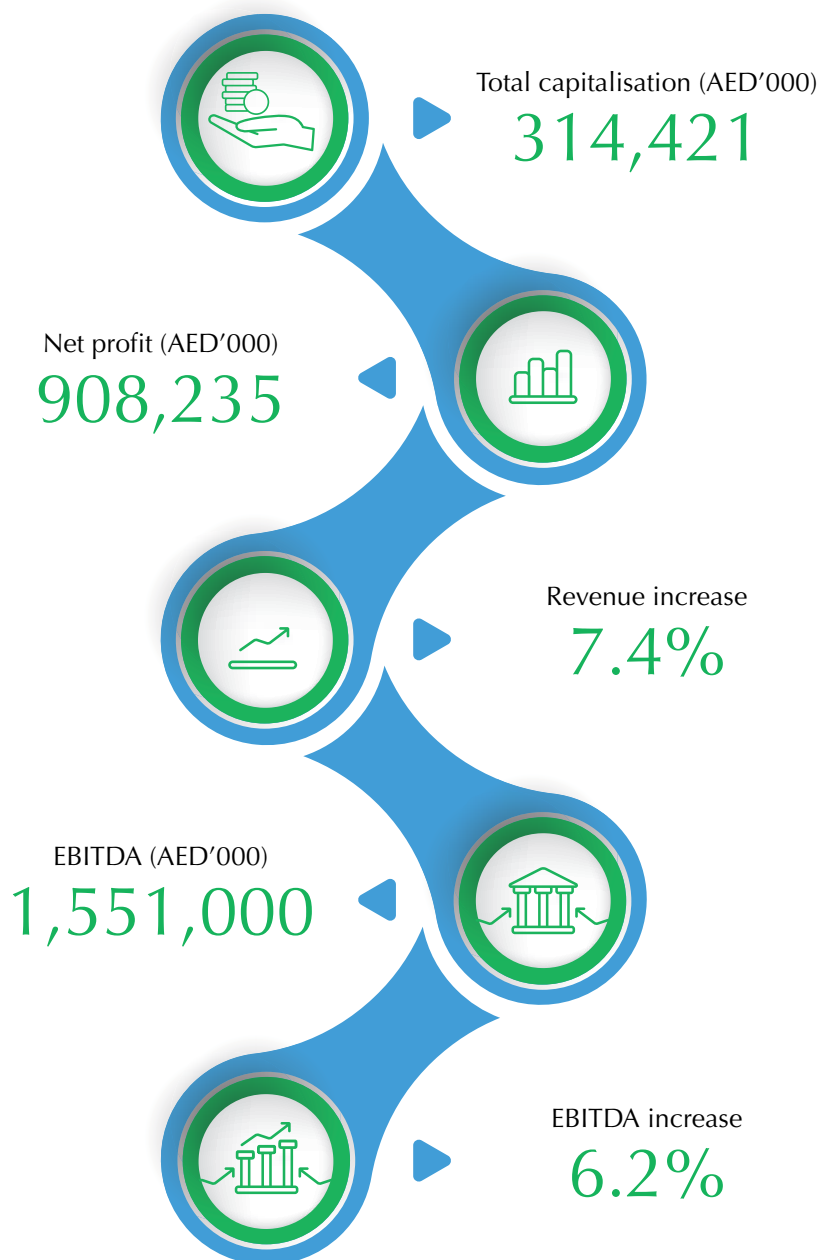 Total capitalisation (AED’000)
314,421
Net profit (AED’000)
908,235
Revenue increase
7.4%
EBITDA (AED’000)
1,551,000
EBITDA increase
6.2%